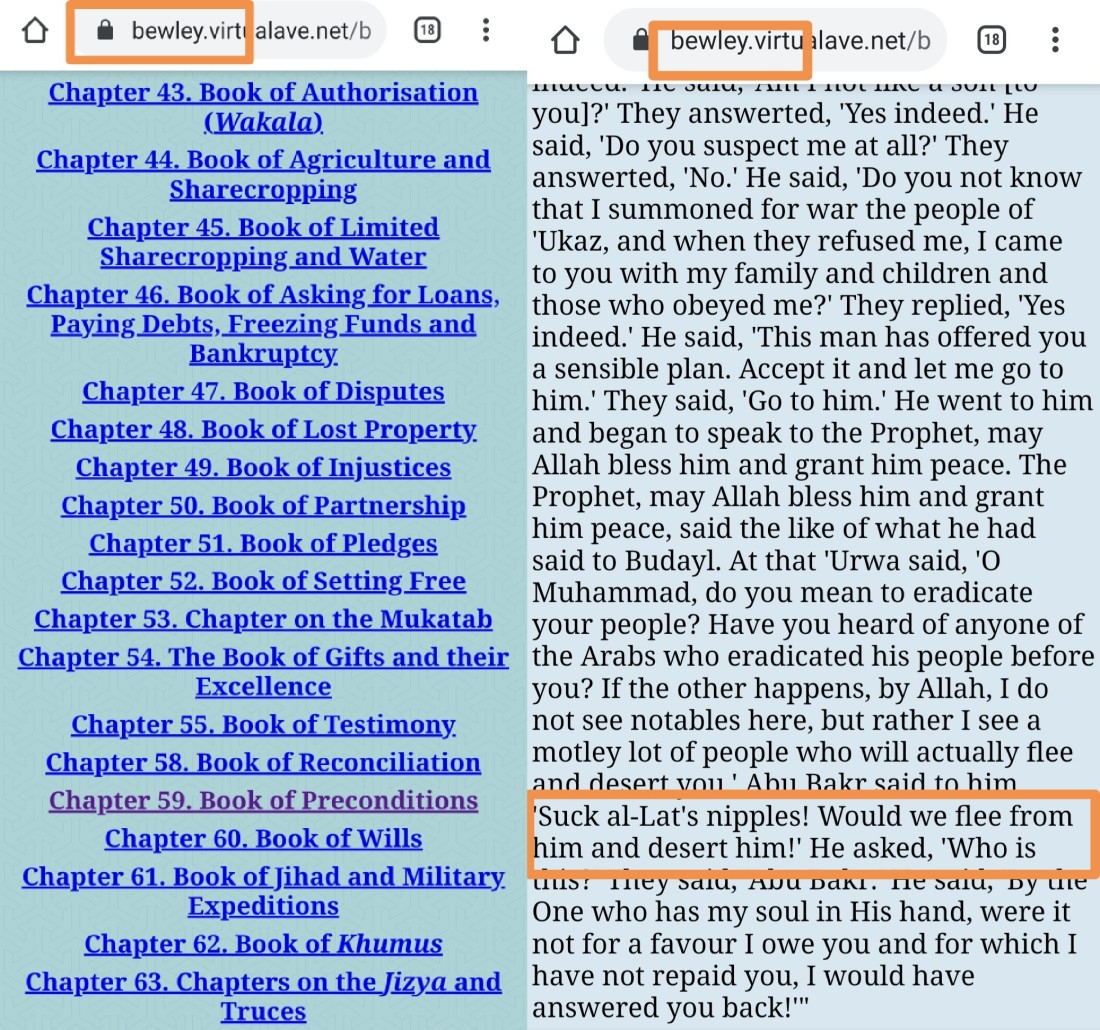 bewley.virtualave.net/b
18
Chapter 43. Book of Authorisation
(Wakala)
Chapter 44. Book of Agriculture and
Sharecropping
Chapter 45. Book of Limited
Sharecropping and Water
Chapter 46. Book of Asking for Loans,
Paying Debts, Freezing Funds and
Bankruptcy
Chapter 47. Book of Disputes
Chapter 48. Book of Lost Property
Chapter 49. Book of Injustices
Chapter 50. Book of Partnership
Chapter 51. Book of Pledges
Chapter 52. Book of Setting Free
Chapter 53. Chapter on the Mukatab
Chapter 54. The Book of Gifts and their
Excellence
Chapter 55. Book of Testimony
Chapter 58. Book of Reconciliation
Chapter 59. Book of Preconditions
Chapter 60. Book of Wills
Chapter 61. Book of Jihad and Military
Expeditions
Chapter 62. Book of Khumus
Chapter 63. Chapters on the Jizya and
Truces
bewley.virtualave.net/b
18
indeed.' He said, 'Am I not like a son [to
you]?' They answerted, 'Yes indeed.' He
said, 'Do you suspect me at all?' They
answerted, 'No.' He said, 'Do you not know
that I summoned for war the people of
'Ukaz, and when they refused me, I came
to you with my family and children and
those who obeyed me?' They replied, 'Yes
indeed.' He said, 'This man has offered you
a sensible plan. Accept it and let me go to
him.' They said, 'Go to him.' He went to him
and began to speak to the Prophet, may
Allah bless him and grant him peace. The
Prophet, may Allah bless him and grant
him peace, said the like of what he had
said to Budayl. At that 'Urwa said, 'O
Muhammad, do you mean to eradicate
your people? Have you heard of anyone of
the Arabs who eradicated his people before
you? If the other happens, by Allah, I do
not see notables here, but rather I see a
motley lot of people who will actually flee
and desert you.' Abu Bakr said to him,
'Suck al-Lat's nipples! Would we flee from
him and desert him!' He asked, 'Who is
this?' They said, 'Abu Bakr.' He said, 'By the
One who has my soul in His hand, were it
not for a favour I owe you and for which I
have not repaid you, I would have
answered you back!'"